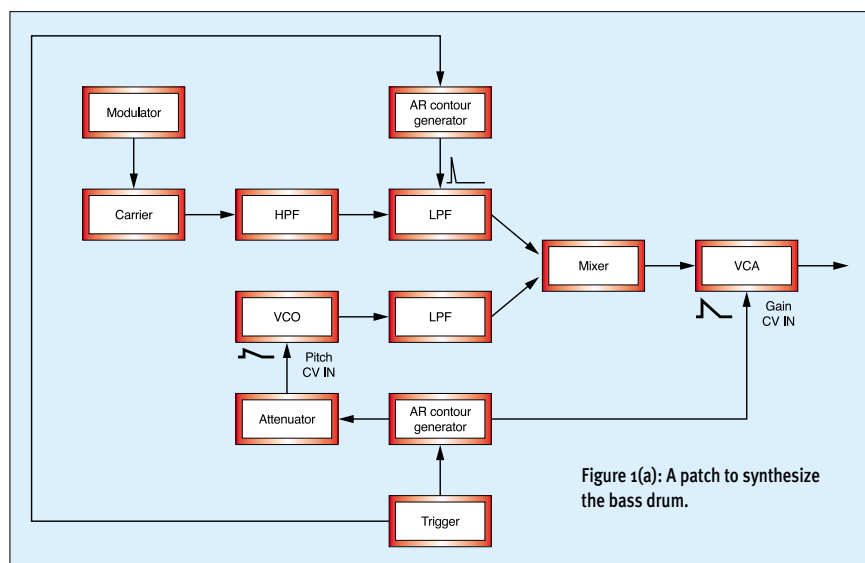 Modulator
AR contour
generator
Carrier
HPF
LPF
Mixer
VCA
VCO
LPF
Gain
CV IN
Pitch
CV IN
Attenuator
AR contour
generator
Trigger
Figure 1(a): A patch to synthesize
the bass drum.